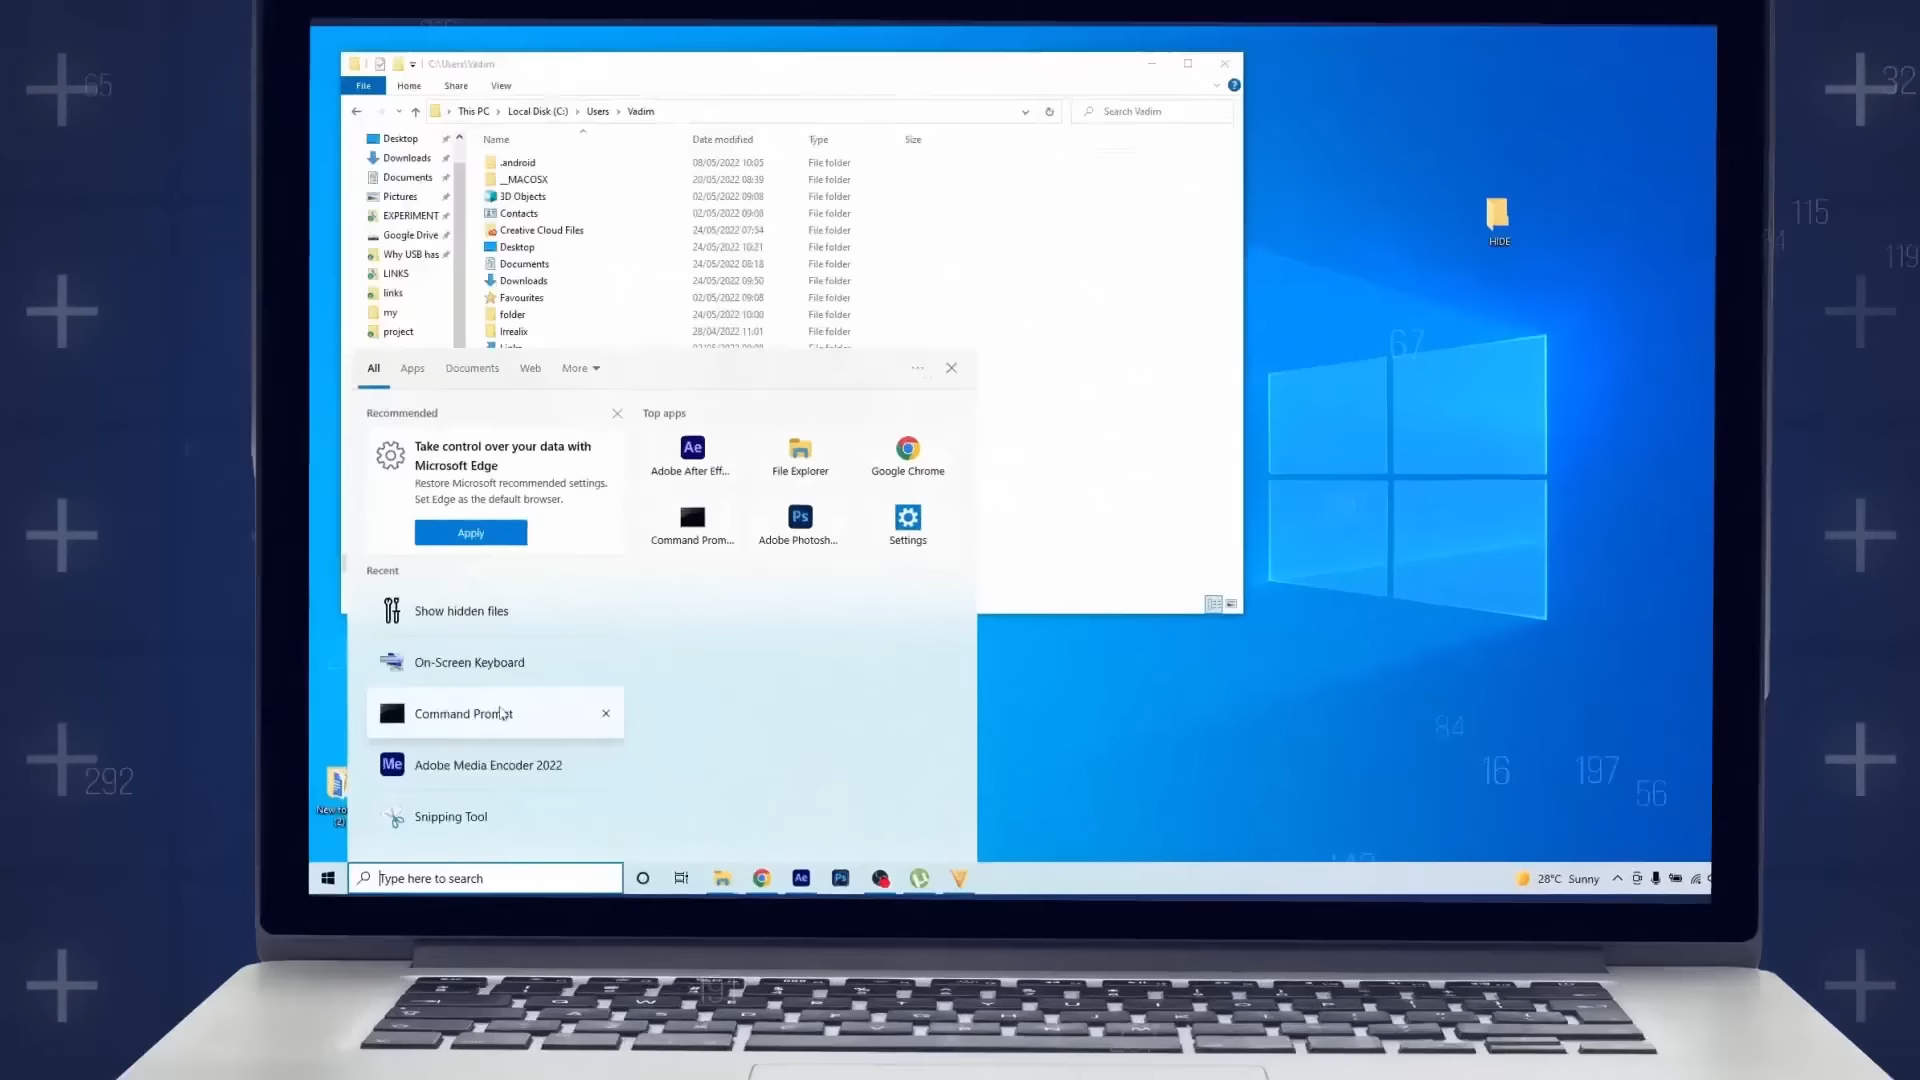 C:\Users\Vadim
File Home Share View
This PC Local Disk (C:) Users Vadim
Search Vadim
Name Date modified Type Size
Desktop
Downloads
Documents
Pictures
EXPERIMENT
Google Drive
Why USB has
LINKS
links
my
project
.android 08/05/2022 10:05 File folder
__MACOSX 20/05/2022 08:39 File folder
3D Objects 02/05/2022 09:08 File folder
Contacts 02/05/2022 09:08 File folder
Creative Cloud Files 24/05/2022 07:54 File folder
Desktop 24/05/2022 10:21 File folder
Documents 24/05/2022 08:18 File folder
Downloads 24/05/2022 09:50 File folder
Favourites 02/05/2022 09:08 File folder
folder 24/05/2022 10:00 File folder
Irrealix 28/04/2022 11:01 File folder
HIDE
All Apps Documents Web More
Recommended
Take control over your data with
Microsoft Edge
Restore Microsoft recommended settings.
Set Edge as the default browser.
Apply
Top apps
Ae
Adobe After Eff... File Explorer Google Chrome
Ps
Command Prom... Adobe Photosh... Settings
Recent
Show hidden files
On-Screen Keyboard
Command Prompt
Me
Adobe Media Encoder 2022
Snipping Tool
New fo
(2)
Type here to search
Ae Ps
28°C Sunny
65
292
32
115
119
67
84
16
197
56